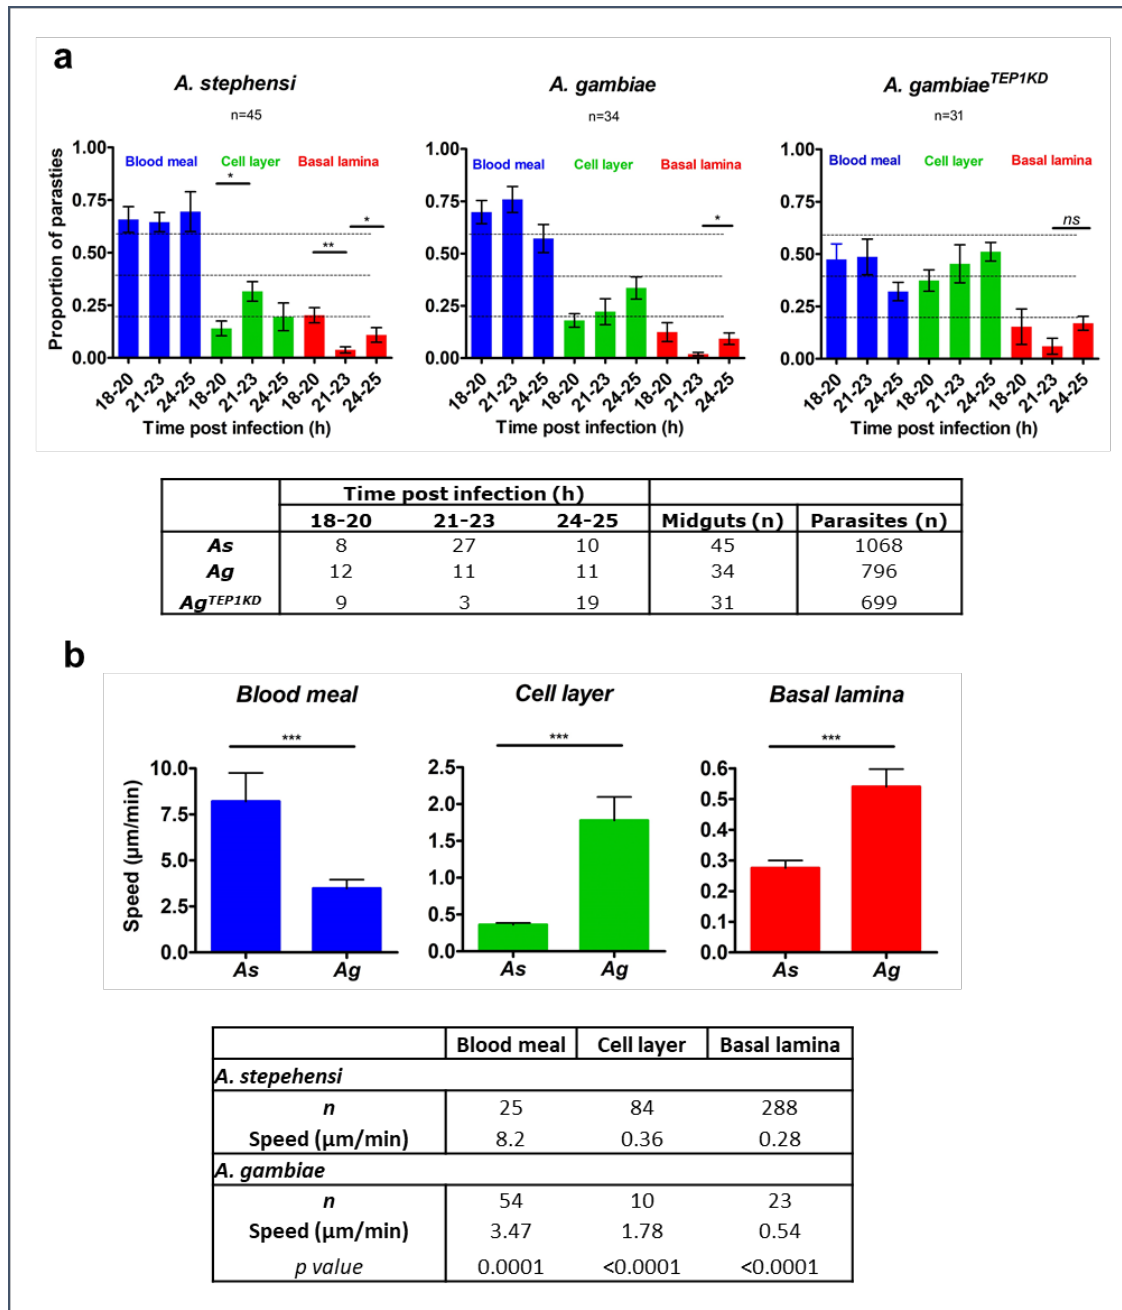 a
A. stephensi
n=45
1.00
0.75
0.50
0.25
0.00
Proportion of parasties
Blood meal
Cell layer
Basal lamina
*
**
*
18-20
21-23
24-25
18-20
21-23
24-25
18-20
21-23
24-25
Time post infection (h)
A. gambiae
n=34
1.00
0.75
0.50
0.25
0.00
Blood meal
Cell layer
Basal lamina
*
18-20
21-23
24-25
18-20
21-23
24-25
18-20
21-23
24-25
Time post infection (h)
A. gambiae TEP1KD
n=31
1.00
0.75
0.50
0.25
0.00
Blood meal
Cell layer
Basal lamina
ns
18-20
21-23
24-25
18-20
21-23
24-25
18-20
21-23
24-25
Time post infection (h)
Time post infection (h)
18-20 21-23 24-25 Midguts (n) Parasites (n)
As 8 27 10 45 1068
Ag 12 11 11 34 796
Ag TEP1KD 9 3 19 31 699
b
Blood meal
***
10.0
7.5
5.0
2.5
0.0
Speed (µm/min)
As Ag
Cell layer
***
2.5
2.0
1.5
1.0
0.5
0.0
As Ag
Basal lamina
***
0.6
0.5
0.4
0.3
0.2
0.1
0.0
As Ag
Blood meal Cell layer Basal lamina
A. stepehensi
n 25 84 288
Speed (µm/min) 8.2 0.36 0.28
A. gambiae
n 54 10 23
Speed (µm/min) 3.47 1.78 0.54
p value 0.0001 <0.0001 <0.0001